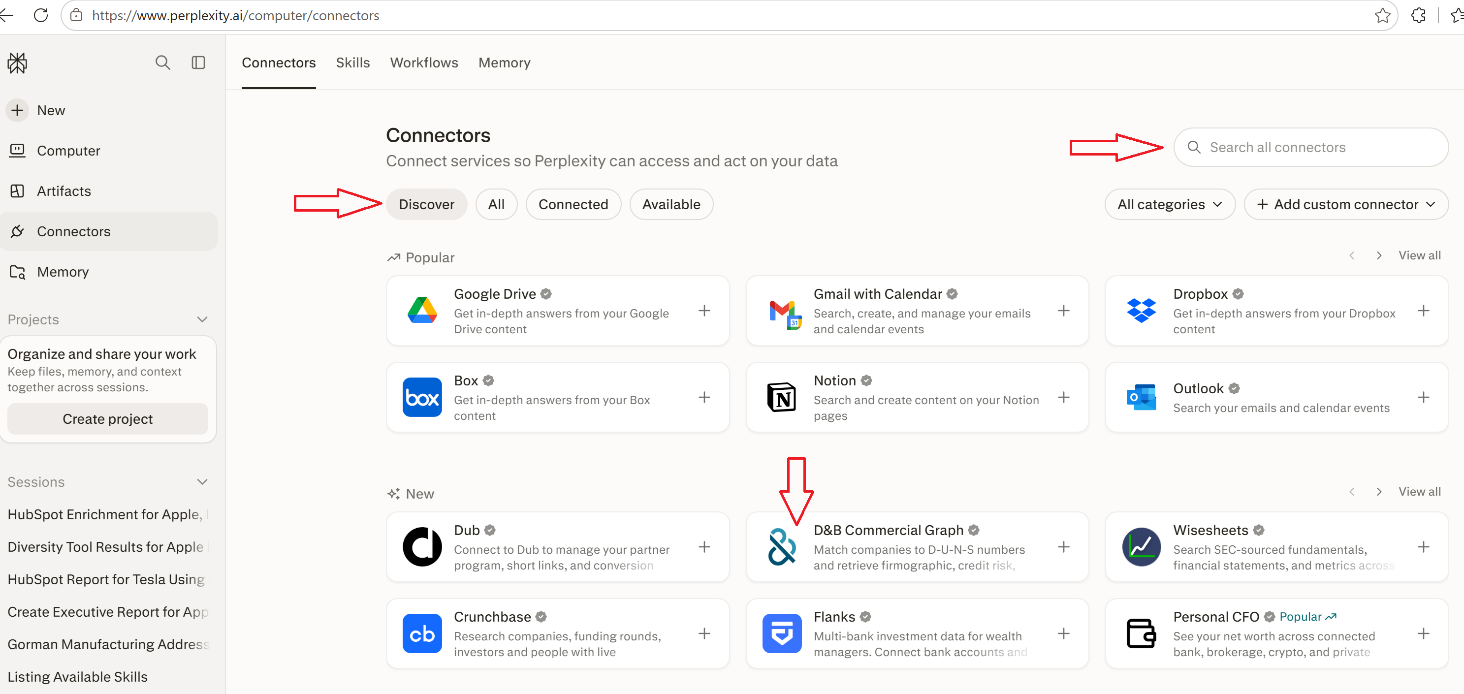 https://www.perplexity.ai/computer/connectors
Connectors
Skills
Workflows
Memory
New
Computer
Artifacts
Connectors
Memory
Projects
Organize and share your work
Keep files, memory, and context
together across sessions.
Create project
Sessions
HubSpot Enrichment for Apple,
Diversity Tool Results for Apple
HubSpot Report for Tesla Using
Create Executive Report for App
Gorman Manufacturing Address
Listing Available Skills
Connectors
Connect services so Perplexity can access and act on your data
Search all connectors
Discover
All
Connected
Available
All categories
Add custom connector
Popular
View all
Google Drive
Get in-depth answers from your Google
Drive content
Gmail with Calendar
Search, create, and manage your emails
and calendar events
31
Dropbox
Get in-depth answers from your Dropbox
content
box
Box
Get in-depth answers from your Box
content
N
Notion
Search and create content on your Notion
pages
Outlook
Search your emails and calendar events
New
View all
Dub
Connect to Dub to manage your partner
program, short links, and conversion
D&B Commercial Graph
Match companies to D-U-N-S numbers
and retrieve firmographic, credit risk,
Wisesheets
Search SEC-sourced fundamentals,
financial statements, and metrics across
cb
Crunchbase
Research companies, funding rounds,
investors and people with live
Flanks
Multi-bank investment data for wealth
managers. Connect bank accounts and
Personal CFO Popular
See your net worth across connected
bank, brokerage, crypto, and private